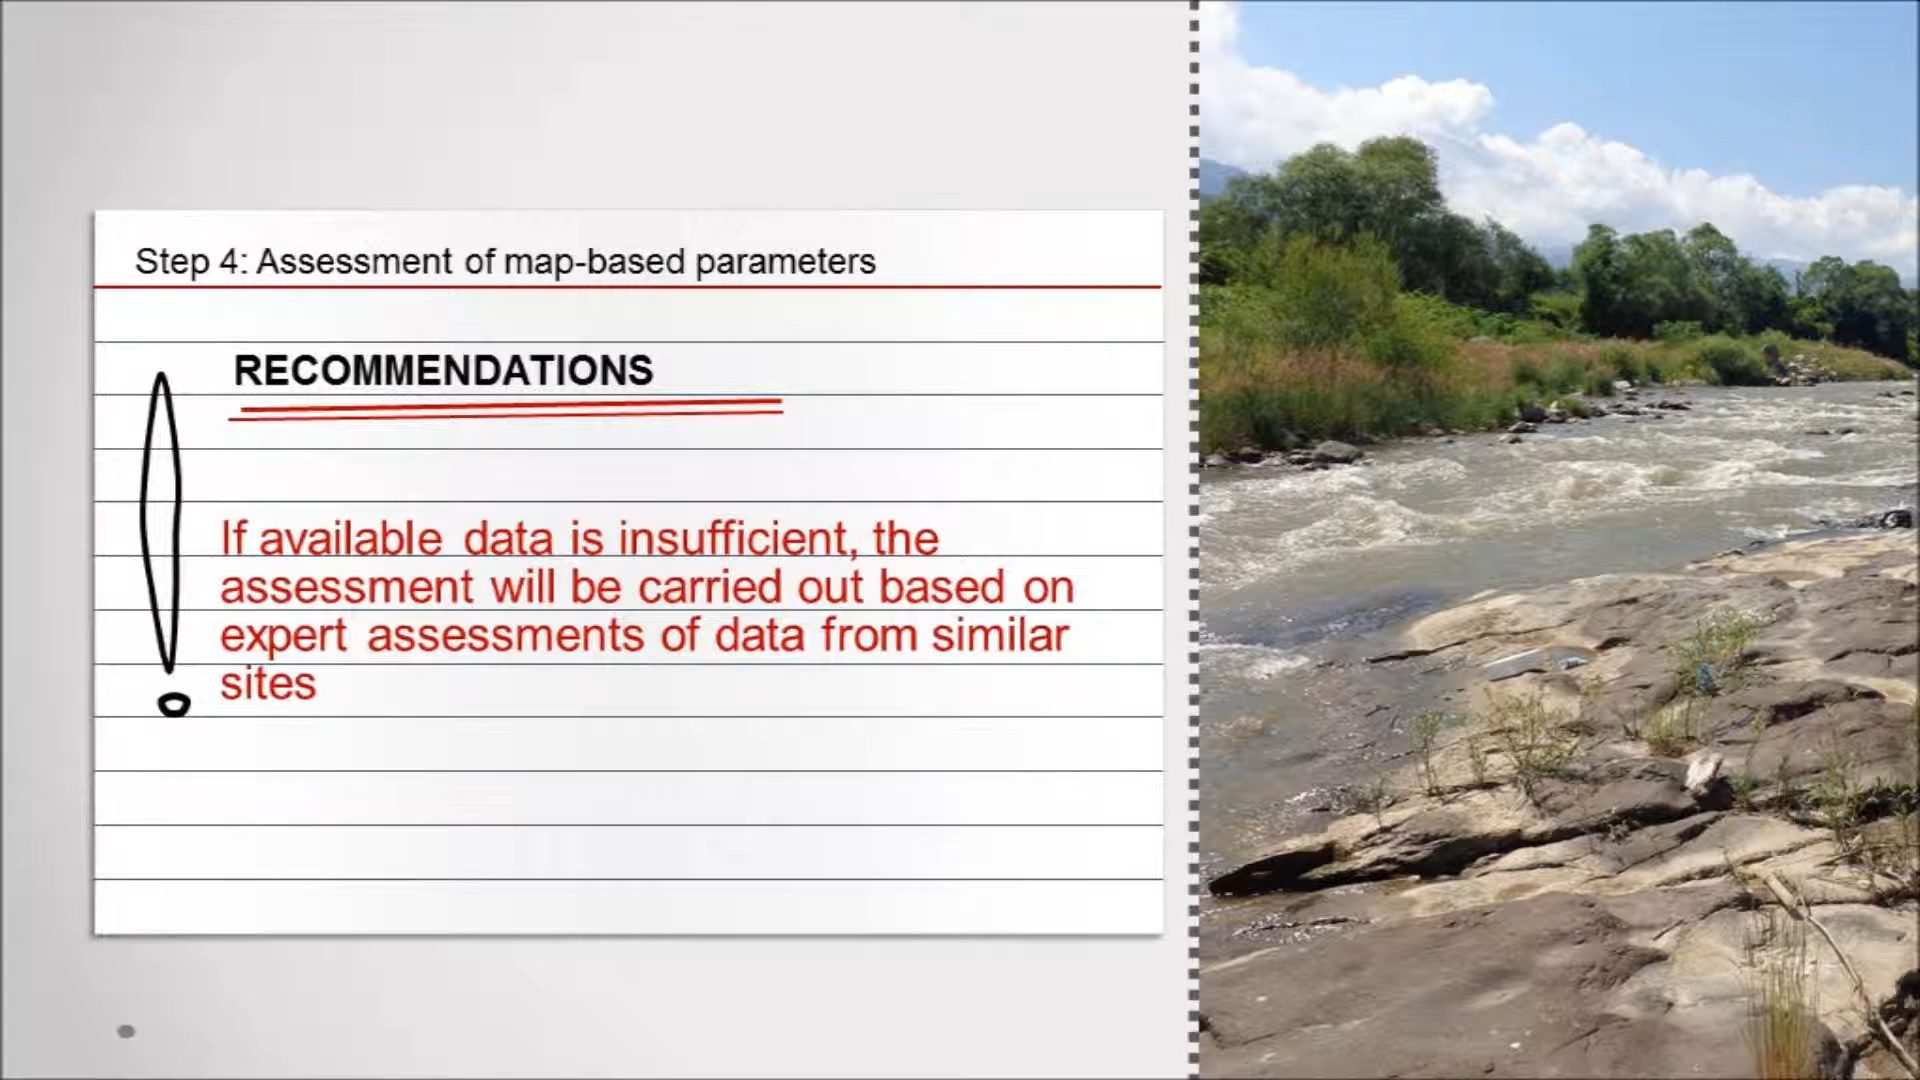 Step 4: Assessment of map-based parameters
RECOMMENDATIONS
If available data is insufficient, the
assessment will be carried out based on
expert assessments of data from similar
sites